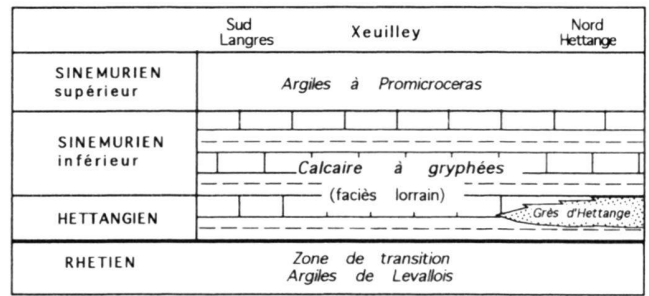 Sud
Langres
Xeuilley
Nord
Hettange
SINEMURIEN
supérieur
Argiles à Promicroceras
SINEMURIEN
inférieur
Calcaire à gryphées
(faciès lorrain)
HETTANGIEN
Grès d'Hettange
RHETIEN
Zone de transition
Argiles de Levallois